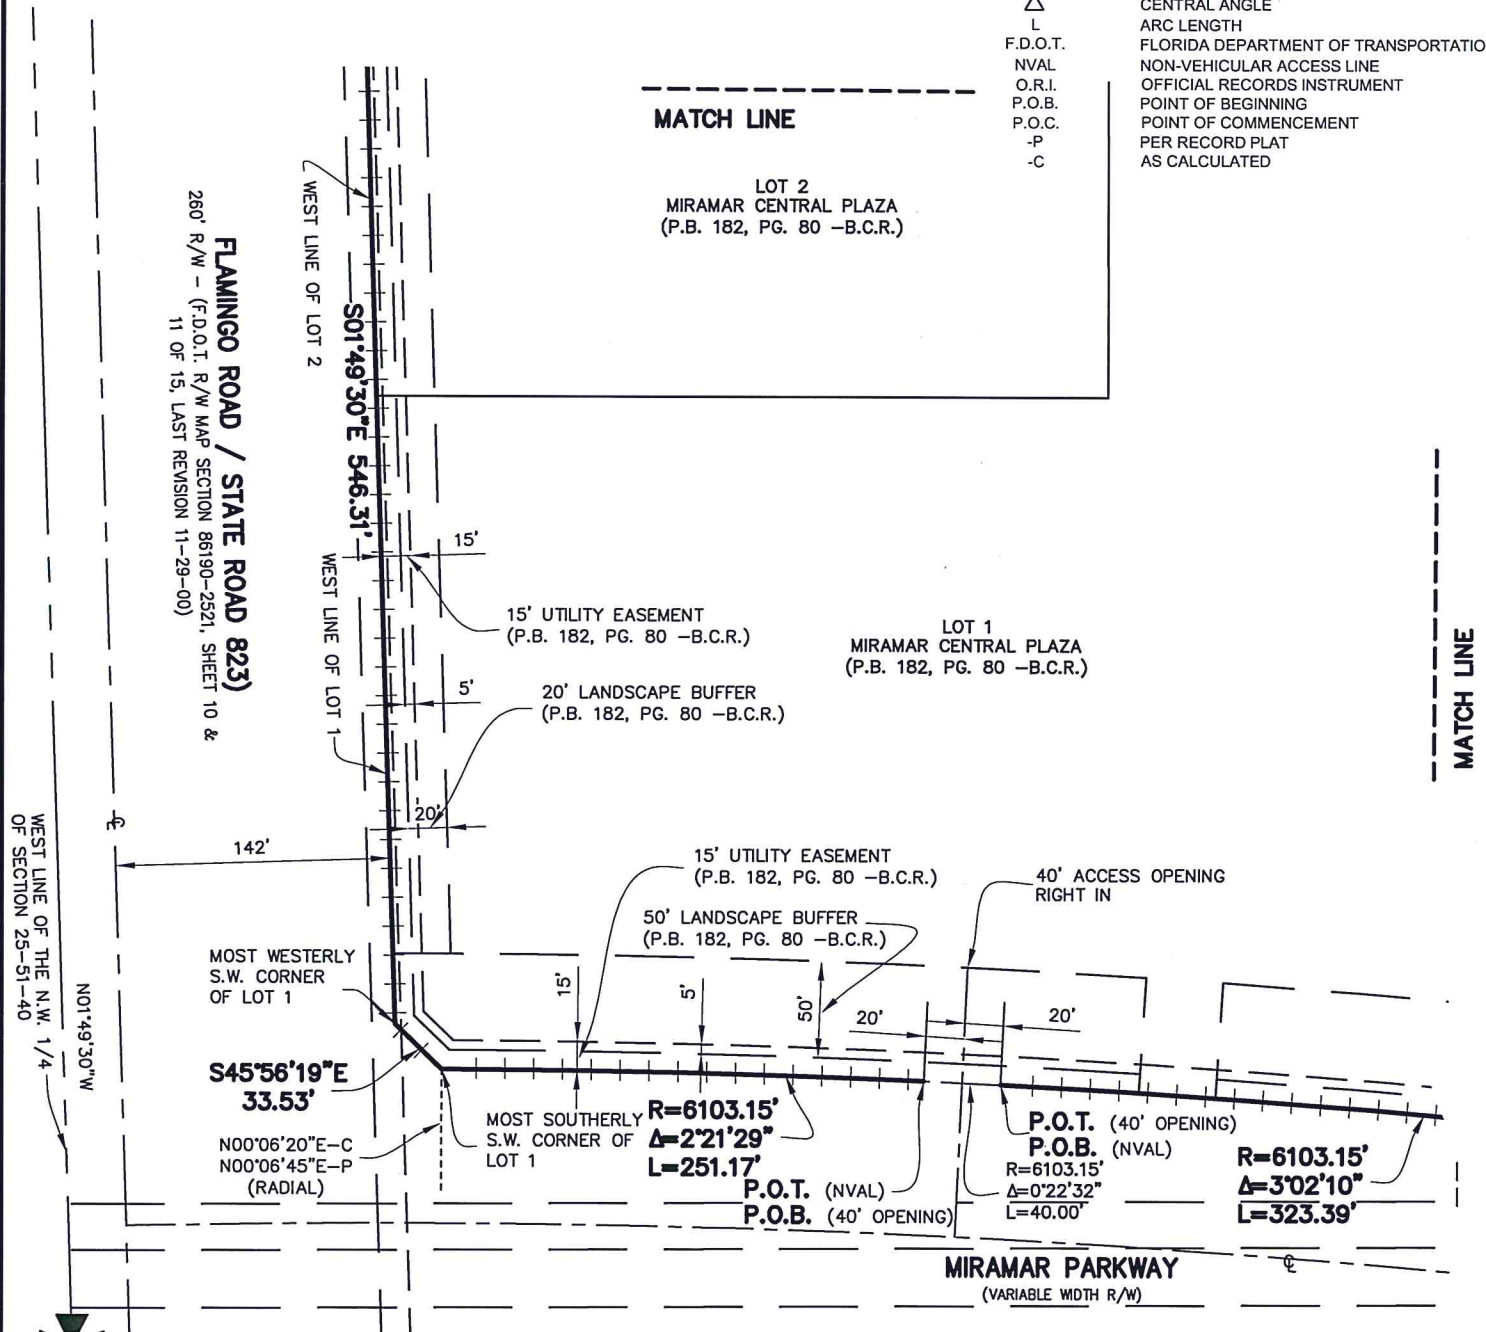 △ CENTRAL ANGLE
L ARC LENGTH
F.D.O.T. FLORIDA DEPARTMENT OF TRANSPORTATIO
NVAL NON-VEHICULAR ACCESS LINE
O.R.I. OFFICIAL RECORDS INSTRUMENT
P.O.B. POINT OF BEGINNING
P.O.C. POINT OF COMMENCEMENT
-P PER RECORD PLAT
-C AS CALCULATED
MATCH LINE
LOT 2
MIRAMAR CENTRAL PLAZA
(P.B. 182, PG. 80 –B.C.R.)
WEST LINE OF LOT 2
S01°49'30"E 546.31'
FLAMINGO ROAD / STATE ROAD 823)
260' R/W – (F.D.O.T. R/W MAP SECTION 86190–2521, SHEET 10 &
11 OF 15, LAST REVISION 11–29–00)
WEST LINE OF LOT 1
15'
15' UTILITY EASEMENT
(P.B. 182, PG. 80 –B.C.R.)
LOT 1
MIRAMAR CENTRAL PLAZA
(P.B. 182, PG. 80 –B.C.R.)
MATCH LINE
5'
20' LANDSCAPE BUFFER
(P.B. 182, PG. 80 –B.C.R.)
20'
142'
WEST LINE OF THE N.W. 1/4
OF SECTION 25–51–40
N01°49'30"W
15' UTILITY EASEMENT
(P.B. 182, PG. 80 –B.C.R.)
50' LANDSCAPE BUFFER
(P.B. 182, PG. 80 –B.C.R.)
40' ACCESS OPENING
RIGHT IN
MOST WESTERLY
S.W. CORNER
OF LOT 1
15'
5'
50'
20'
20'
S45°56'19"E
33.53'
N00°06'20"E–C
N00°06'45"E–P
(RADIAL)
MOST SOUTHERLY
S.W. CORNER OF
LOT 1
R=6103.15'
Δ=2°21'29"
L=251.17'
P.O.T. (NVAL)
P.O.B. (40' OPENING)
P.O.T. (40' OPENING)
P.O.B. (NVAL)
R=6103.15'
Δ=0°22'32"
L=40.00'
R=6103.15'
Δ=3°02'10"
L=323.39'
MIRAMAR PARKWAY
(VARIABLE WIDTH R/W)